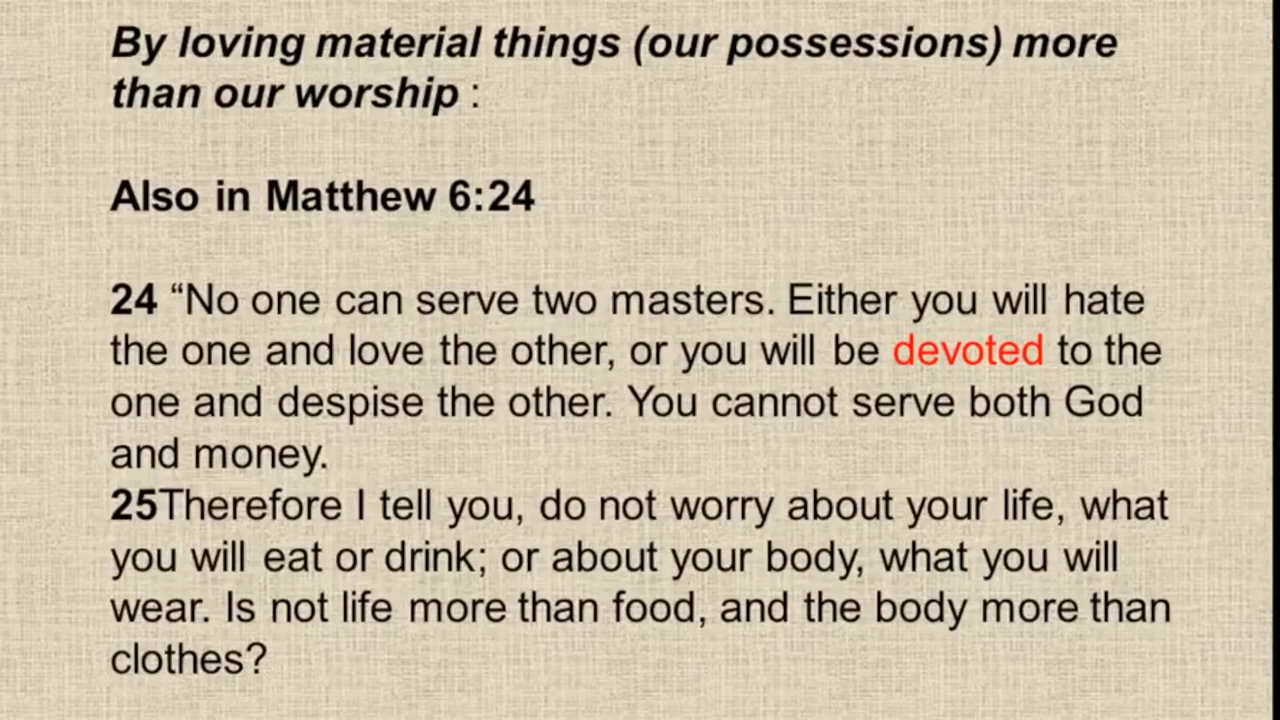 By loving material things (our possessions) more
than our worship :
Also in Matthew 6:24
24 “No one can serve two masters. Either you will hate
the one and love the other, or you will be devoted to the
one and despise the other. You cannot serve both God
and money.
25Therefore I tell you, do not worry about your life, what
you will eat or drink; or about your body, what you will
wear. Is not life more than food, and the body more than
clothes?